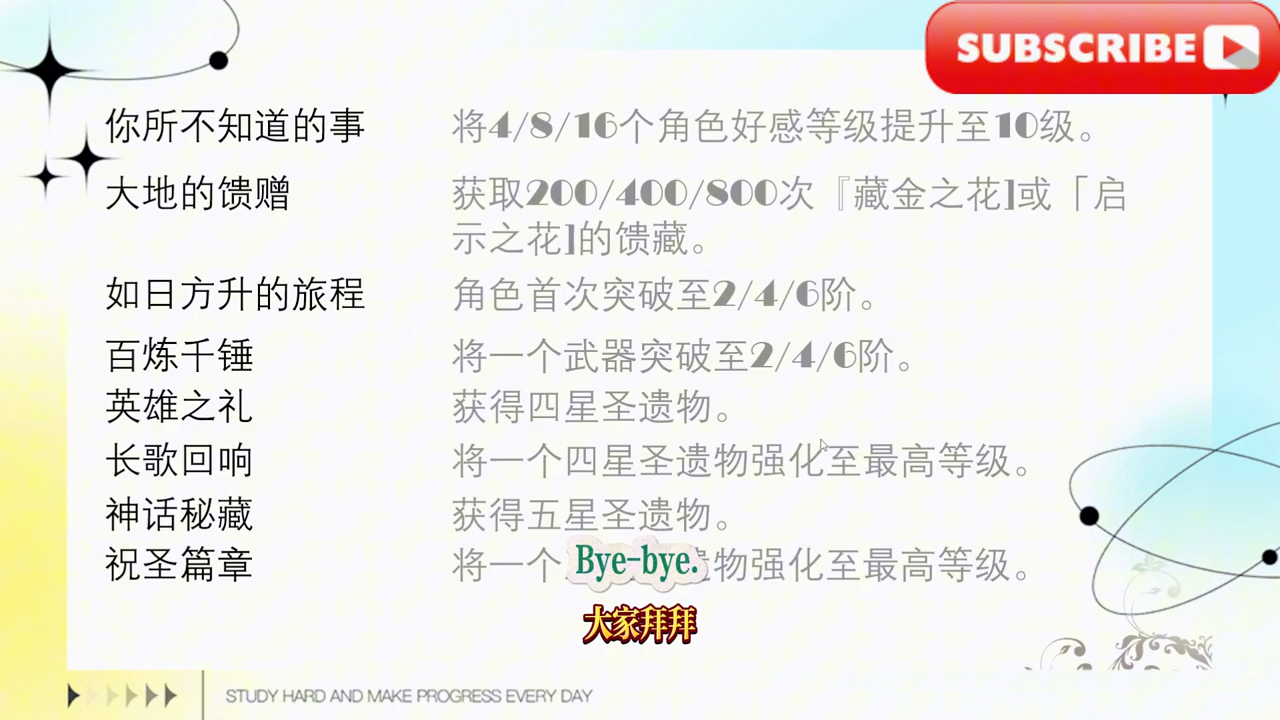 SUBSCRIBE
你所不知道的事 将4/8/16个角色好感等级提升至10级。
大地的馈赠 获取200/400/800次『藏金之花]或「启
示之花]的馈藏。
如日方升的旅程 角色首次突破至2/4/6阶。
百炼千锤 将一个武器突破至2/4/6阶。
英雄之礼 获得四星圣遗物。
长歌回响 将一个四星圣遗物强化至最高等级。
神话秘藏 获得五星圣遗物。
祝圣篇章 将一个 物强化至最高等级。
Bye-bye.
大家拜拜
STUDY HARD AND MAKE PROGRESS EVERY DAY